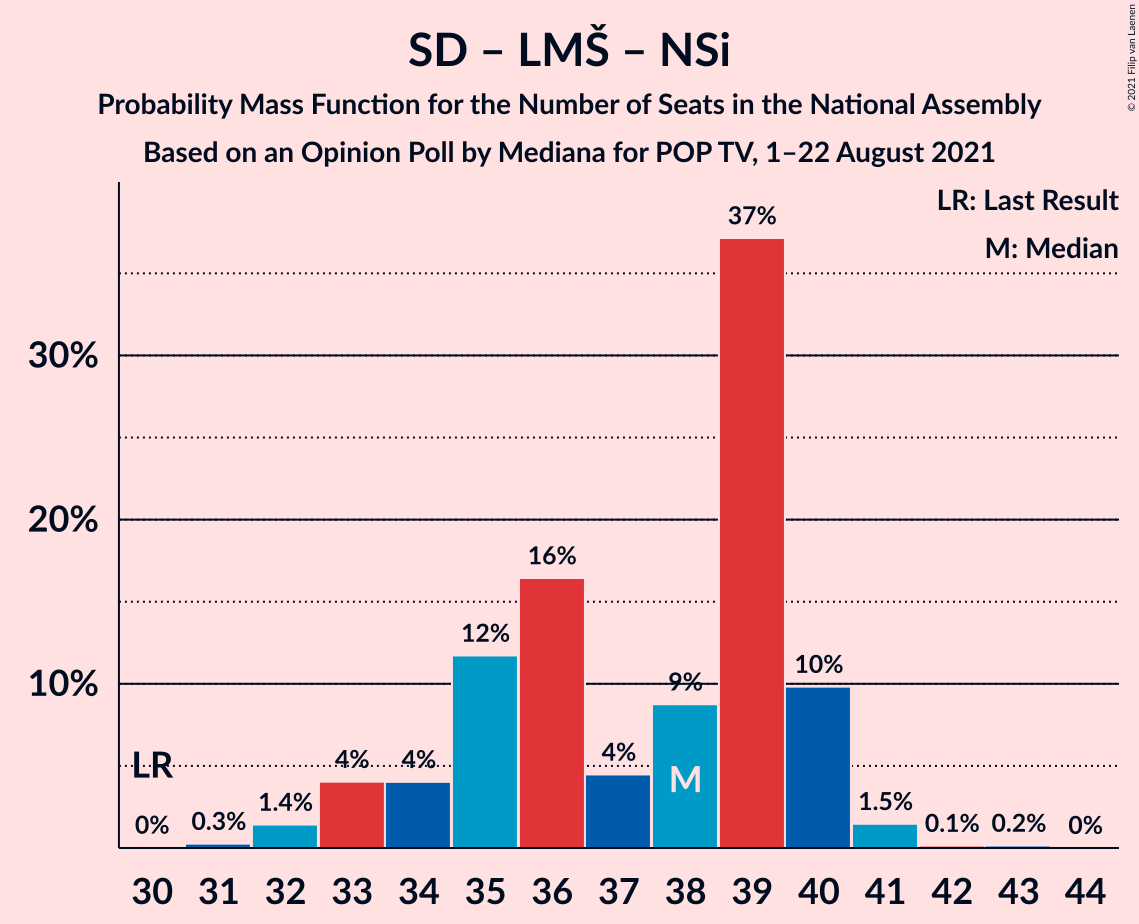 SD – LMŠ – NSi
Probability Mass Function for the Number of Seats in the National Assembly
Based on an Opinion Poll by Mediana for POP TV, 1–22 August 2021
© 2021 Filip van Laenen
LR: Last Result
M: Median
37%
30%
20%
16%
12%
10%
10%
9%
LR
4%
4%
4%
M
0%
0.3%
1.4%
1.5%
0.1%
0.2%
0%
30 31 32 33 34 35 36 37 38 39 40 41 42 43 44